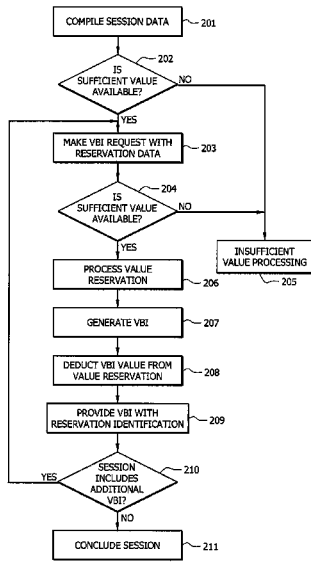 COMPILE SESSION DATA
201
202
IS
SUFFICIENT VALUE
AVAILABLE?
NO
YES
MAKE VBI REQUEST WITH
RESERVATION DATA
203
204
IS
SUFFICIENT VALUE
AVAILABLE?
NO
YES
INSUFFICIENT
VALUE PROCESSING
205
PROCESS VALUE
RESERVATION
206
GENERATE VBI
207
DEDUCT VBI VALUE FROM
VALUE RESERVATION
208
PROVIDE VBI WITH
RESERVATION IDENTIFICATION
209
210
YES
SESSION
INCLUDES
ADDITIONAL
VBI?
NO
CONCLUDE SESSION
211